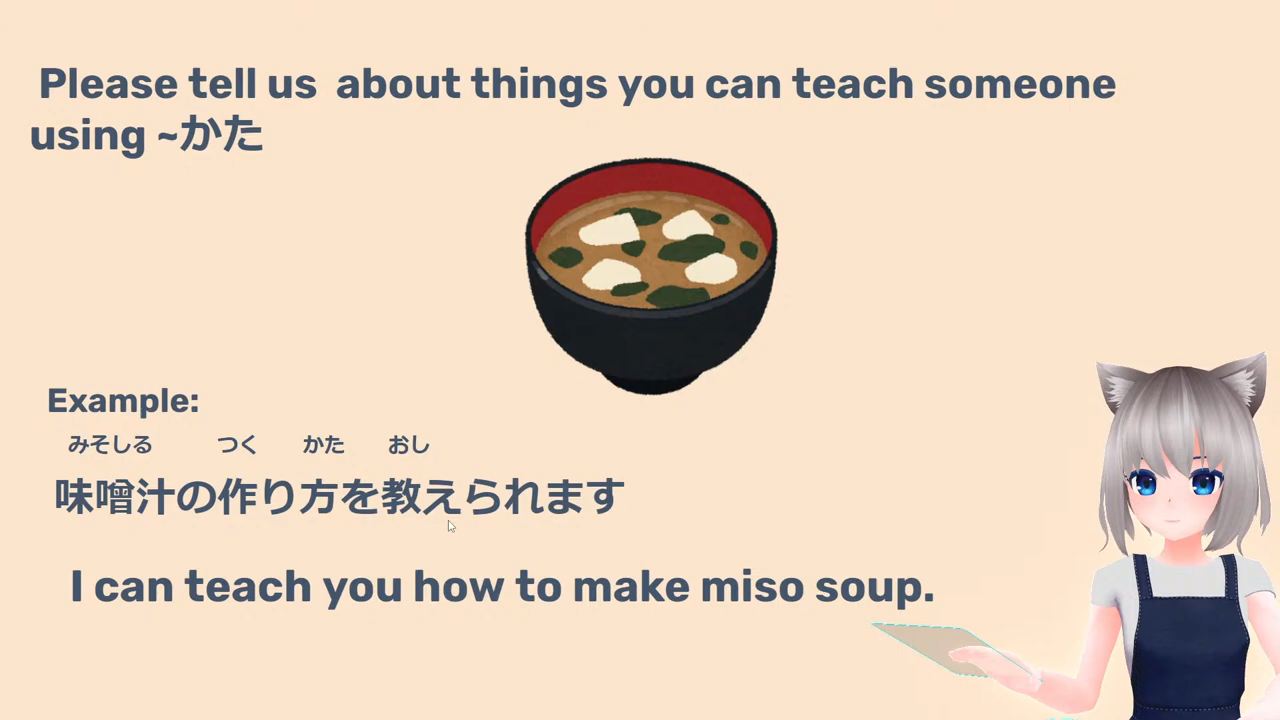 Please tell us about things you can teach someone
using ~かた
Example:
みそしる つく かた おし
味噌汁の作り方を教えられます
I can teach you how to make miso soup.